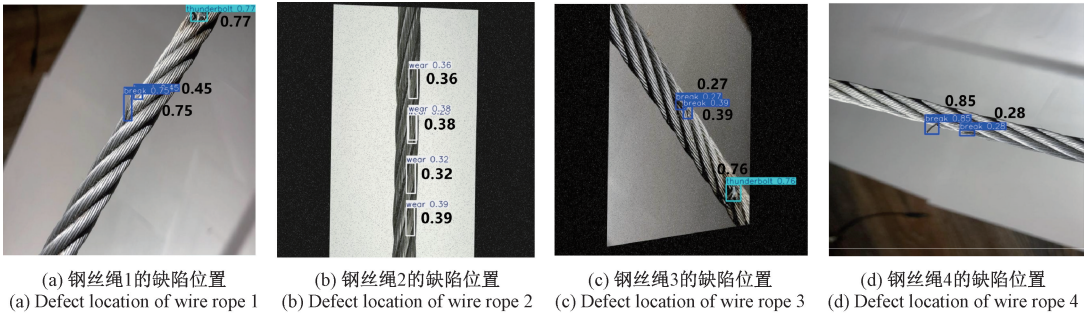 thunderbolt 0.77
0.77
0.45
break 0.75
0.75
wear 0.36
0.36
wear 0.38
0.38
wear 0.32
0.32
wear 0.39
0.39
0.27
break 0.27
break 0.39
0.39
0.76
thunderbolt 0.76
0.85
break 0.85
0.28
break 0.28
(a) 钢丝绳1的缺陷位置
(a) Defect location of wire rope 1
(b) 钢丝绳2的缺陷位置
(b) Defect location of wire rope 2
(c) 钢丝绳3的缺陷位置
(c) Defect location of wire rope 3
(d) 钢丝绳4的缺陷位置
(d) Defect location of wire rope 4